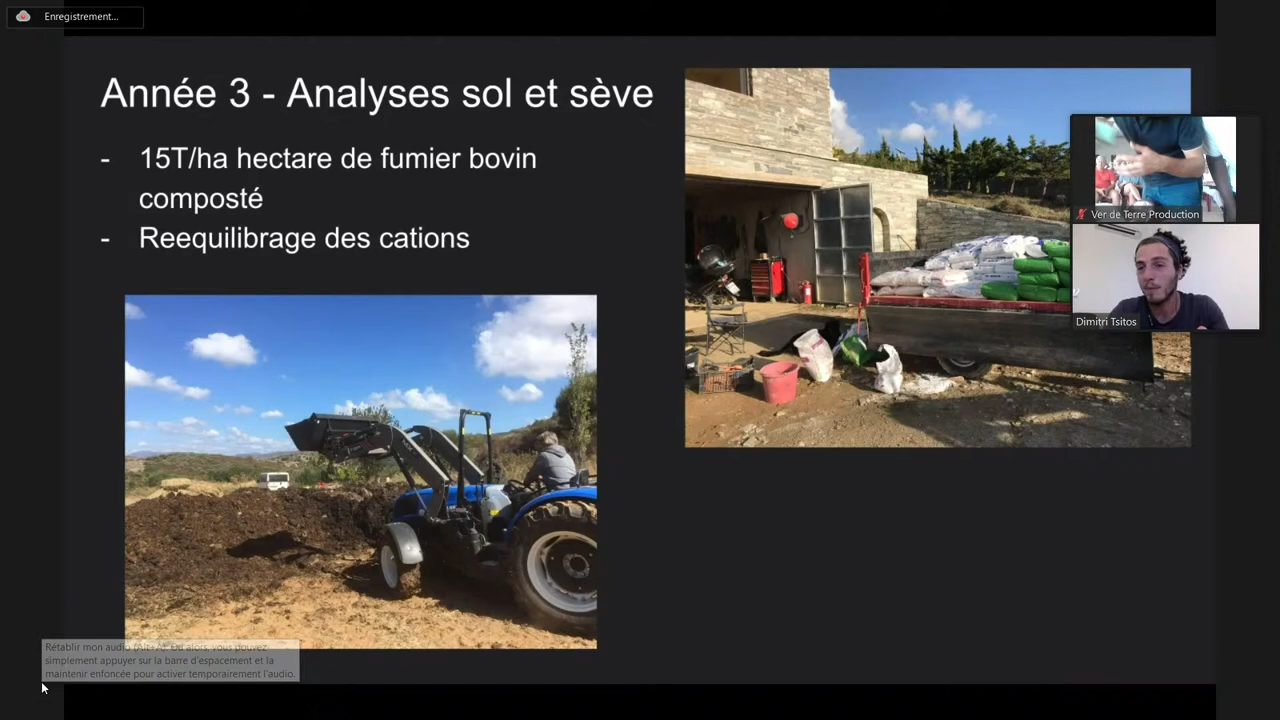 Enregistrement...
Année 3 - Analyses sol et sève
- 15T/ha hectare de fumier bovin
composté
- Reequilibrage des cations
Ver de Terre Production
Dimitri Tsitos
Rétablir mon audio (Alt+A). Ou alors, vous pouvez
simplement appuyer sur la barre d'espacement et la
maintenir enfoncée pour activer temporairement l'audio.